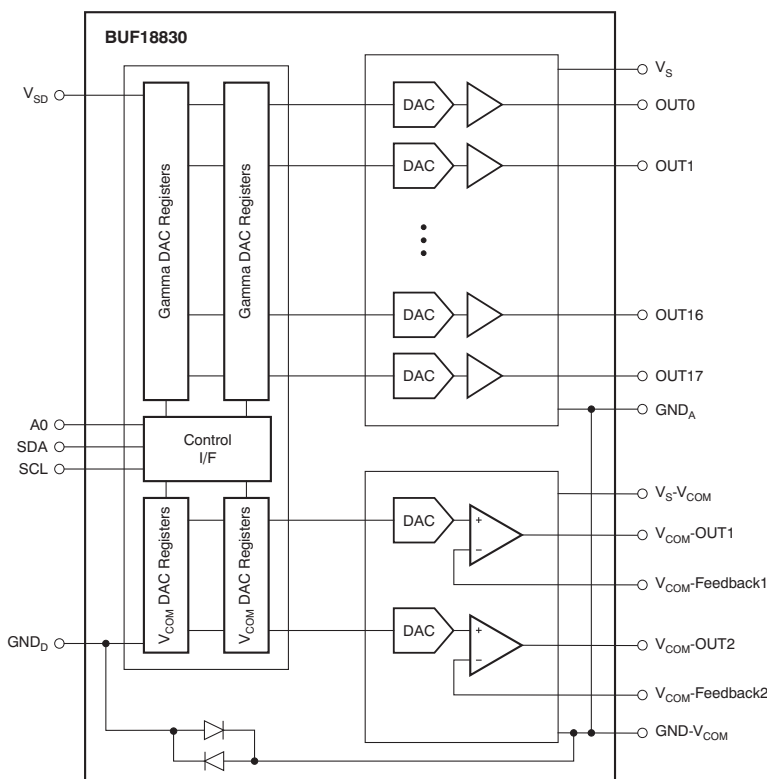 BUF18830
V_SD
Gamma DAC Registers
Gamma DAC Registers
DAC
DAC
DAC
DAC
V_S
OUT0
OUT1
OUT16
OUT17
GND_A
A0
SDA
SCL
Control
I/F
V_COM DAC Registers
V_COM DAC Registers
DAC
+
−
DAC
+
−
V_S-V_COM
V_COM-OUT1
V_COM-Feedback1
V_COM-OUT2
V_COM-Feedback2
GND_D
GND-V_COM